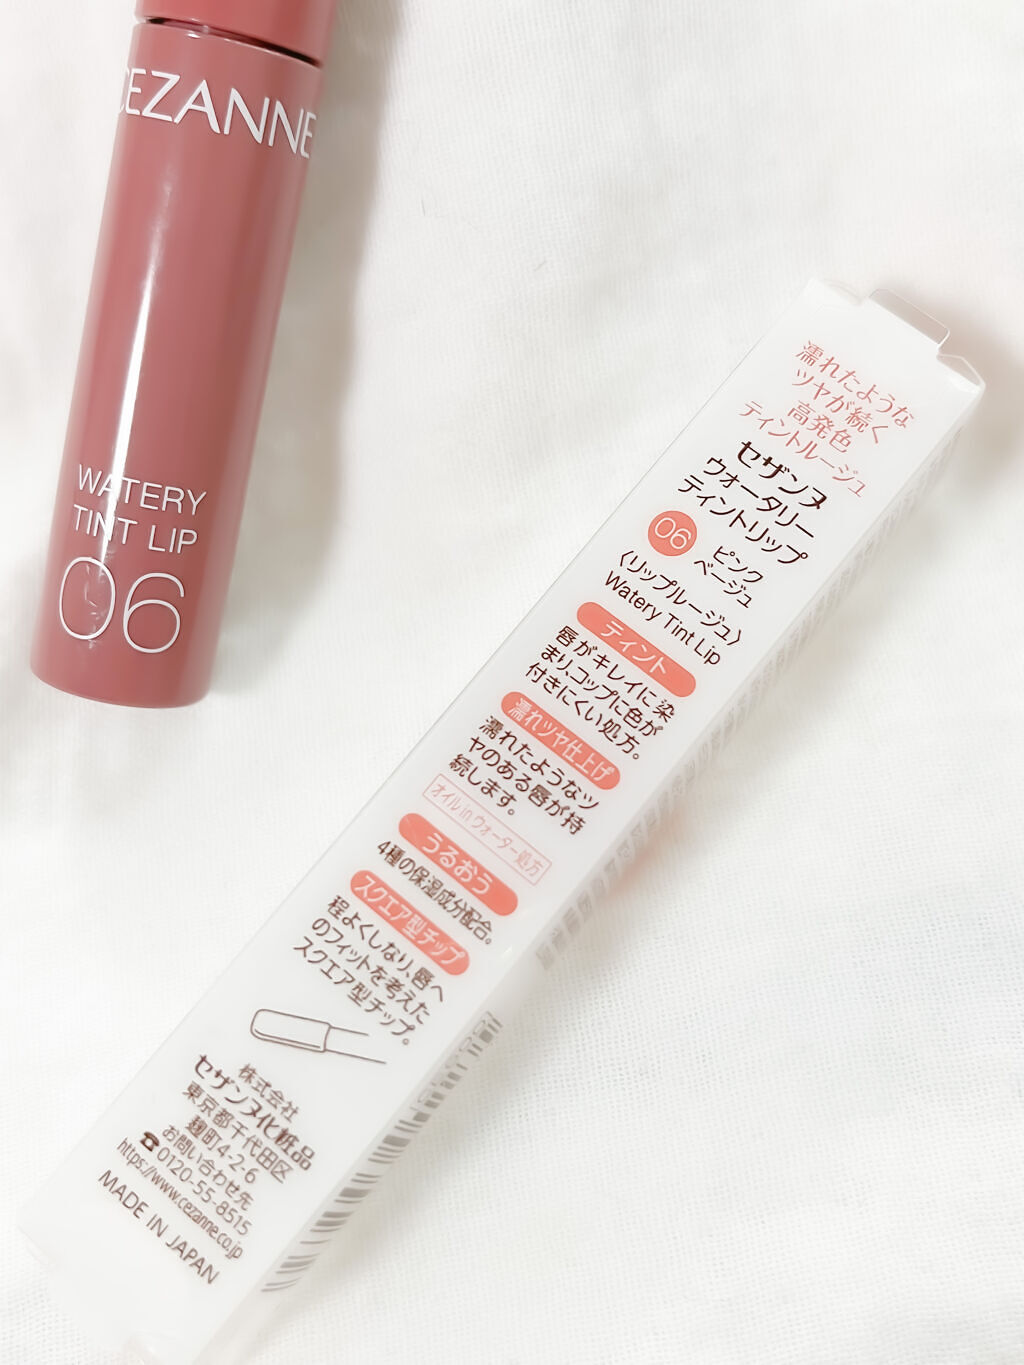 CEZANNE
WATERY
TINT LIP
06
濡れたような
ツヤが続く
高発色
ティントルージュ
セザンヌ
ウォータリー
ティントリップ
06
ピンク
ベージュ
〈リップルージュ〉
Watery Tint Lip
ティント
唇がキレイに染
まり、コップに色が
付きにくい処方。
濡れツヤ仕上げ
濡れたようなツ
ヤのある唇が持
続します。
オイル in ウォーター処方
うるおう
4種の保湿成分配合。
スクエア型チップ
程よくしなり、唇へ
のフィットを考えた
スクエア型チップ。
株式会社
セザンヌ化粧品
東京都千代田区
麹町4-2-6
お問い合わせ先
☎0120-55-8515
https://www.cezanne.co.jp
MADE IN JAPAN